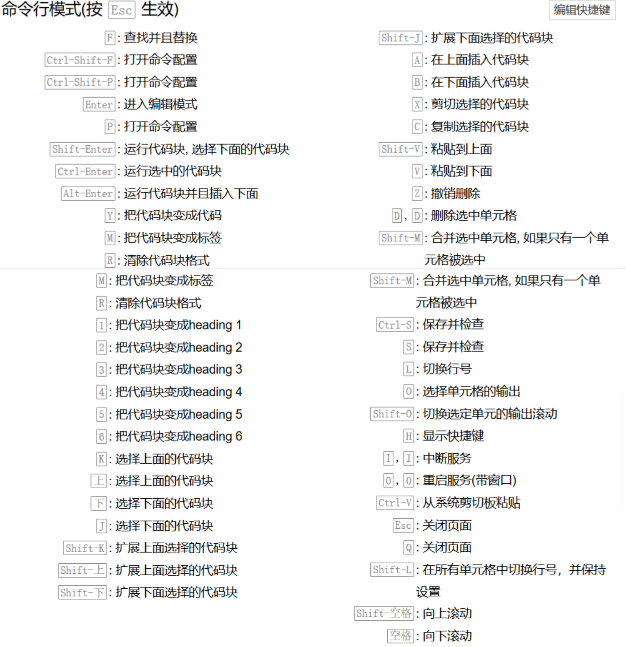 命令行模式(按 Esc 生效)
编辑快捷键
F : 查找并且替换
Ctrl-Shift-F : 打开命令配置
Ctrl-Shift-P : 打开命令配置
Enter : 进入编辑模式
P : 打开命令配置
Shift-Enter : 运行代码块, 选择下面的代码块
Ctrl-Enter : 运行选中的代码块
Alt-Enter : 运行代码块并且插入下面
Y : 把代码块变成代码
M : 把代码块变成标签
R : 清除代码块格式
Shift-J : 扩展下面选择的代码块
A : 在上面插入代码块
B : 在下面插入代码块
X : 剪切选择的代码块
C : 复制选择的代码块
Shift-V : 粘贴到上面
V : 粘贴到下面
Z : 撤销删除
D , D : 删除选中单元格
Shift-M : 合并选中单元格, 如果只有一个单
元格被选中
M : 把代码块变成标签
R : 清除代码块格式
1 : 把代码块变成heading 1
2 : 把代码块变成heading 2
3 : 把代码块变成heading 3
4 : 把代码块变成heading 4
5 : 把代码块变成heading 5
6 : 把代码块变成heading 6
K : 选择上面的代码块
上 : 选择上面的代码块
下 : 选择下面的代码块
J : 选择下面的代码块
Shift-K : 扩展上面选择的代码块
Shift-上 : 扩展上面选择的代码块
Shift-下 : 扩展下面选择的代码块
Shift-M : 合并选中单元格, 如果只有一个单
元格被选中
Ctrl-S : 保存并检查
S : 保存并检查
L : 切换行号
O : 选择单元格的输出
Shift-O : 切换选定单元的输出滚动
H : 显示快捷键
I , I : 中断服务
0 , 0 : 重启服务(带窗口)
Ctrl-V : 从系统剪切板粘贴
Esc : 关闭页面
Q : 关闭页面
Shift-L : 在所有单元格中切换行号，并保持
设置
Shift-空格 : 向上滚动
空格 : 向下滚动